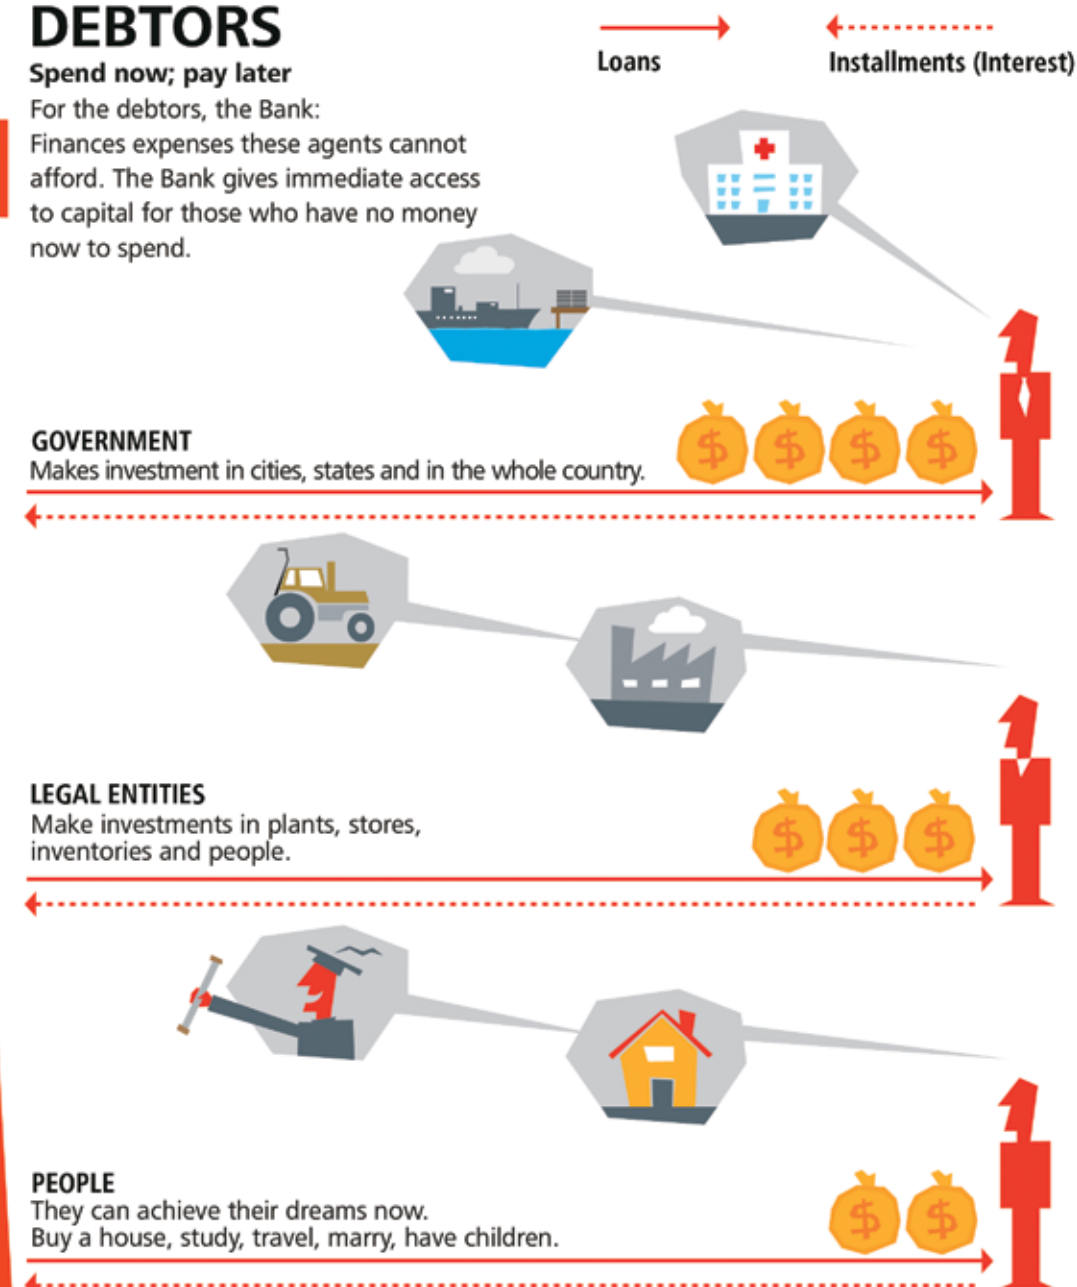 DEBTORS
Spend now; pay later
For the debtors, the Bank:
Finances expenses these agents cannot
afford. The Bank gives immediate access
to capital for those who have no money
now to spend.
Loans
Installments (Interest)
GOVERNMENT
Makes investment in cities, states and in the whole country.
$ $ $ $
LEGAL ENTITIES
Make investments in plants, stores,
inventories and people.
$ $ $
PEOPLE
They can achieve their dreams now.
Buy a house, study, travel, marry, have children.
$ $